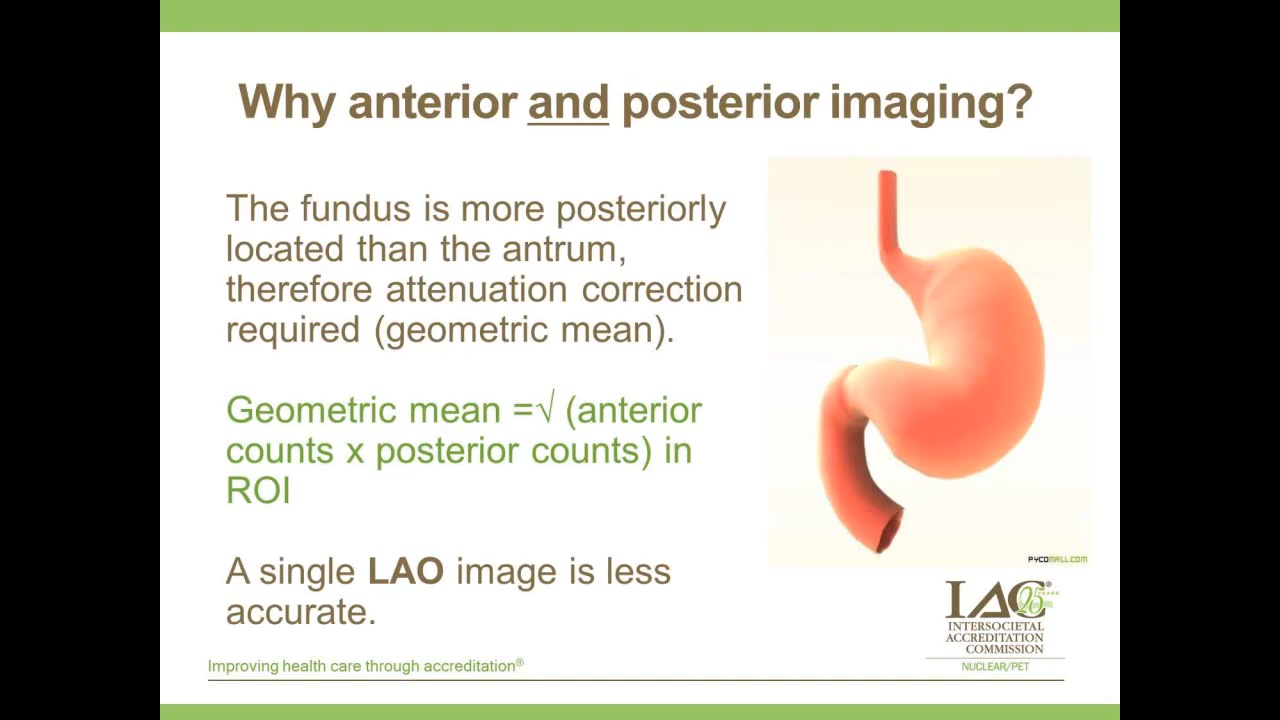 Why anterior and posterior imaging?
The fundus is more posteriorly
located than the antrum,
therefore attenuation correction
required (geometric mean).
Geometric mean =√ (anterior
counts x posterior counts) in
ROI
A single LAO image is less
accurate.
PYCOMALL.COM
IAC®
25 YEARS
INTERSOCIETAL
ACCREDITATION
COMMISSION
NUCLEAR/PET
Improving health care through accreditation®